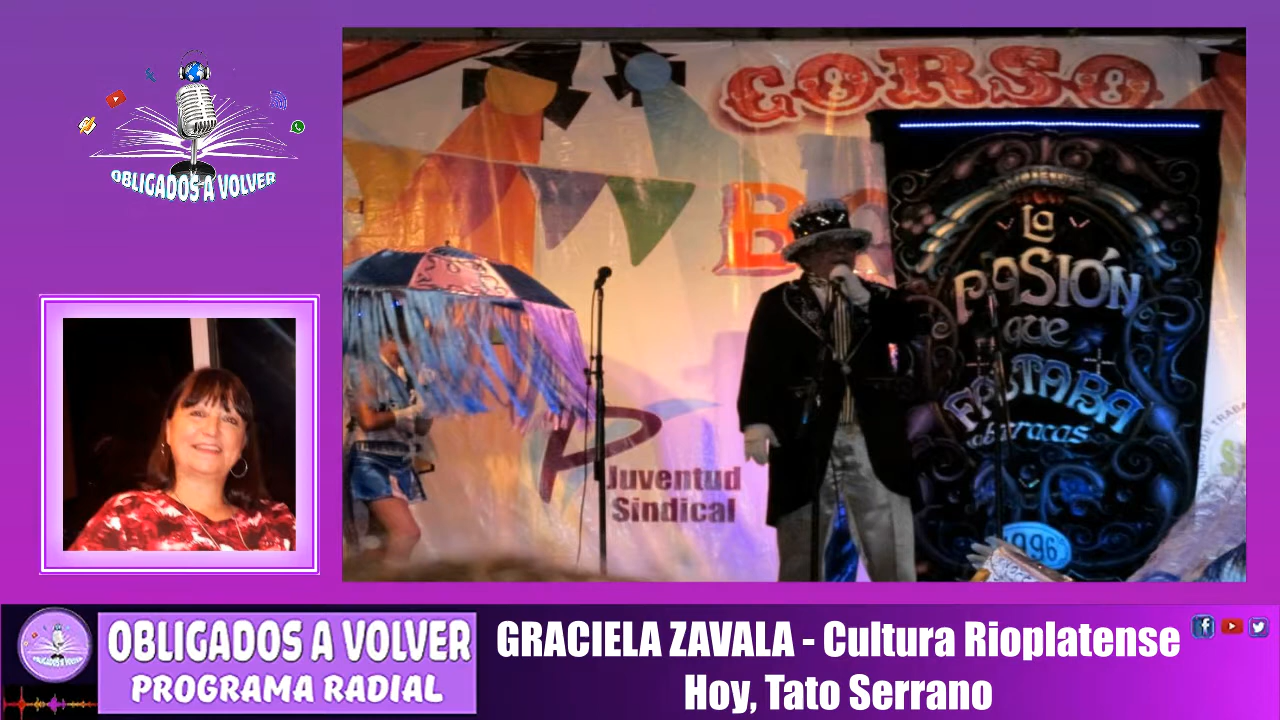 OBLIGADOS A VOLVER
CORSO
La
PASIÓN
que
FALTABA
Juventud
Sindical
1996
OBLIGADOS A VOLVER
PROGRAMA RADIAL
GRACIELA ZAVALA - Cultura Rioplatense
Hoy, Tato Serrano